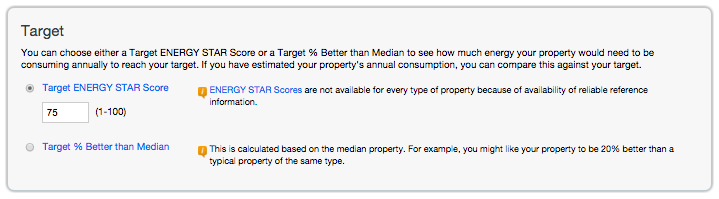 Target
You can choose either a Target ENERGY STAR Score or a Target % Better than Median to see how much energy your property would need to be
consuming annually to reach your target. If you have estimated your property's annual consumption, you can compare this against your target.
Target ENERGY STAR Score
ENERGY STAR Scores are not available for every type of property because of availability of reliable reference
information.
75 (1-100)
Target % Better than Median
This is calculated based on the median property. For example, you might like your property to be 20% better than a
typical property of the same type.